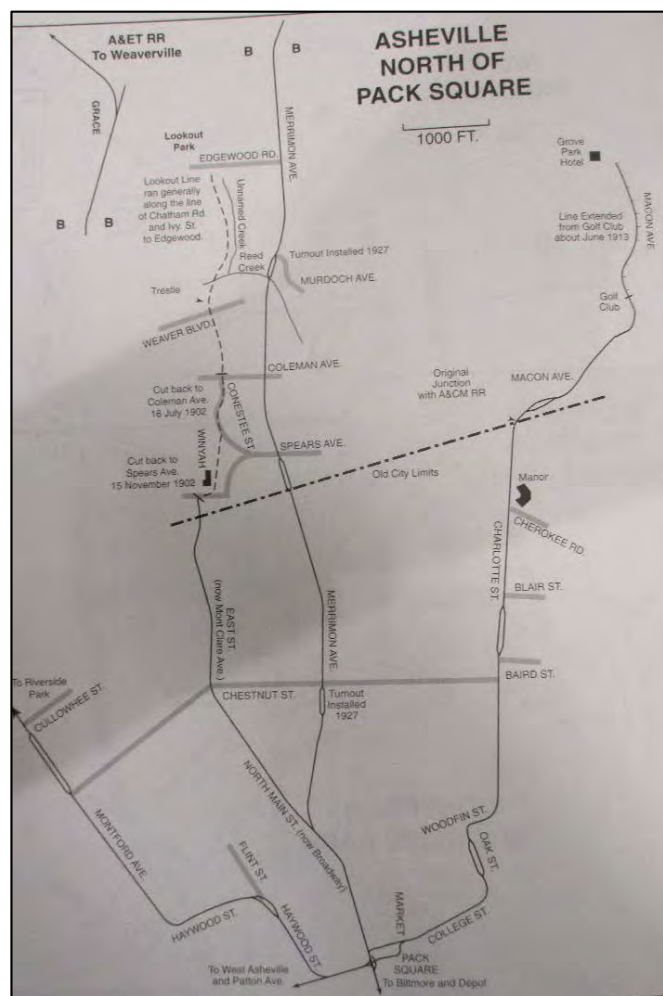 ASHEVILLE
NORTH OF
PACK SQUARE
1000 FT.
A&ET RR
To Weaverville
B
B
GRACE
B
B
MERRIMON AVE.
Lookout
Park
EDGEWOOD RD.
Lookout Line
ran generally
along the line
of Chatham Rd.
and Ivy. St.
to Edgewood.
Unnamed Creek
Reed
Creek
Turnout Installed 1927
MURDOCH AVE.
Trestle
WEAVER BLVD.
Grove
Park
Hotel
MACON AVE
Line Extended
from Golf Club
about June 1913
Golf
Club
COLEMAN AVE.
Cut back to
Coleman Ave.
16 July 1902
CONESTEE ST.
Original
Junction
with A&CM RR
MACON AVE.
WINYAH
SPEARS AVE.
Cut back to
Spears Ave.
15 November 1902
Old City Limits
Manor
CHEROKEE RD.
CHARLOTTE ST.
BLAIR ST.
EAST ST.
(now Mont Clare Ave.)
MERRIMON AVE.
BAIRD ST.
CHESTNUT ST.
Turnout
Installed
1927
To Riverside
Park
CULLOWHEE ST.
MONTFORD AVE.
NORTH MAIN ST. (now Broadway)
WOODFIN ST.
OAK ST.
FLINT ST.
HAYWOOD ST.
HAYWOOD ST.
MARKET
COLLEGE ST.
PACK
SQUARE
To West Asheville
and Patton Ave.
To Biltmore and Depot